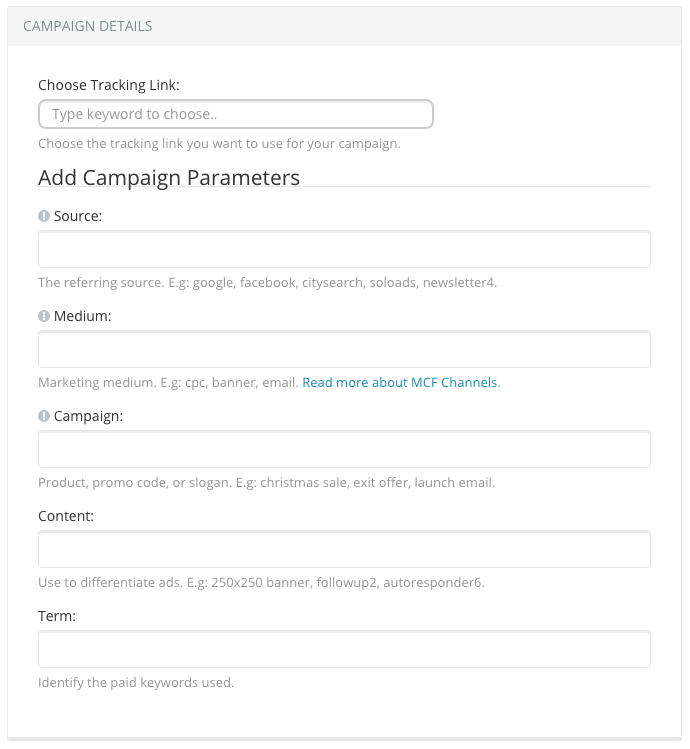 CAMPAIGN DETAILS
Choose Tracking Link:
Type keyword to choose..
Choose the tracking link you want to use for your campaign.
Add Campaign Parameters
Source:
The referring source. E.g: google, facebook, citysearch, soloads, newsletter4.
Medium:
Marketing medium. E.g: cpc, banner, email. Read more about MCF Channels.
Campaign:
Product, promo code, or slogan. E.g: christmas sale, exit offer, launch email.
Content:
Use to differentiate ads. E.g: 250x250 banner, followup2, autoresponder6.
Term:
Identify the paid keywords used.